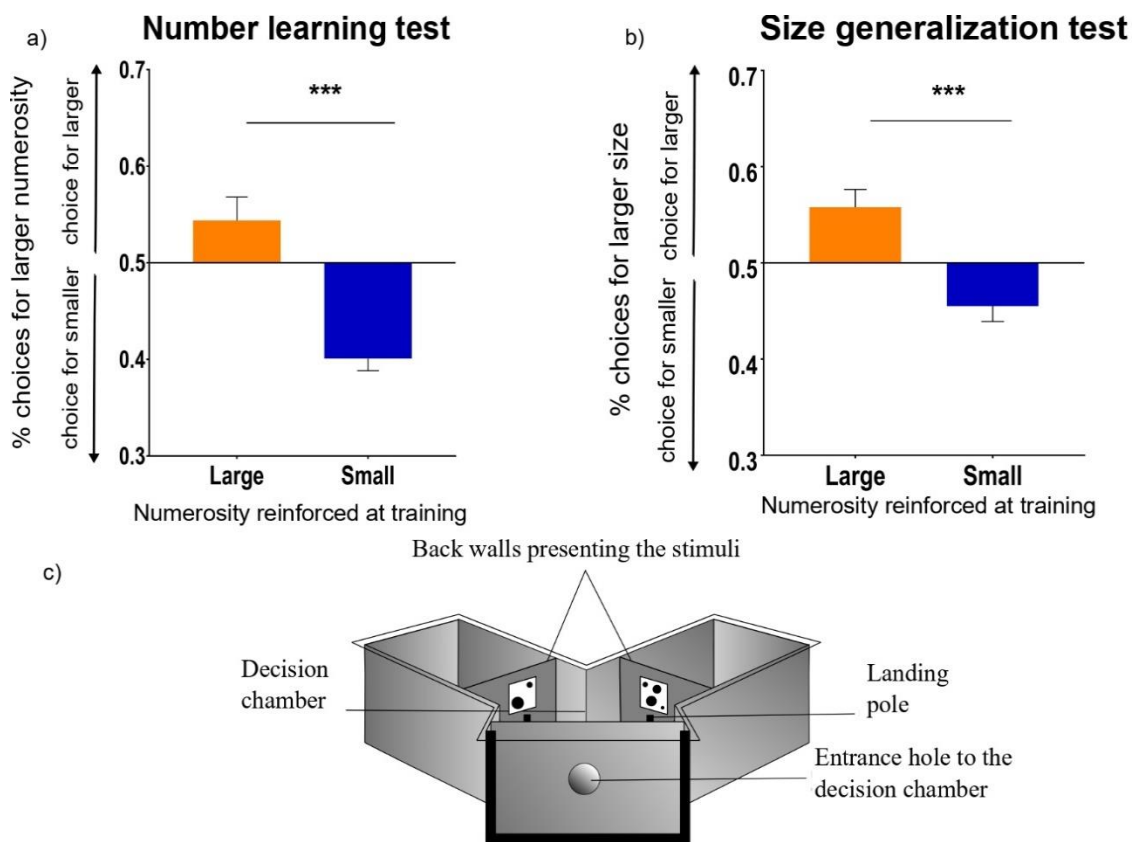 a)
Number learning test
% choices for larger numerosity
choice for smaller
choice for larger
0.7
0.6
0.5
0.4
0.3
***
Large
Small
Numerosity reinforced at training
b)
Size generalization test
% choices for larger size
choice for smaller
choice for larger
0.7
0.6
0.5
0.4
0.3
***
Large
Small
Numerosity reinforced at training
c)
Back walls presenting the stimuli
Decision
chamber
Landing
pole
Entrance hole to the
decision chamber